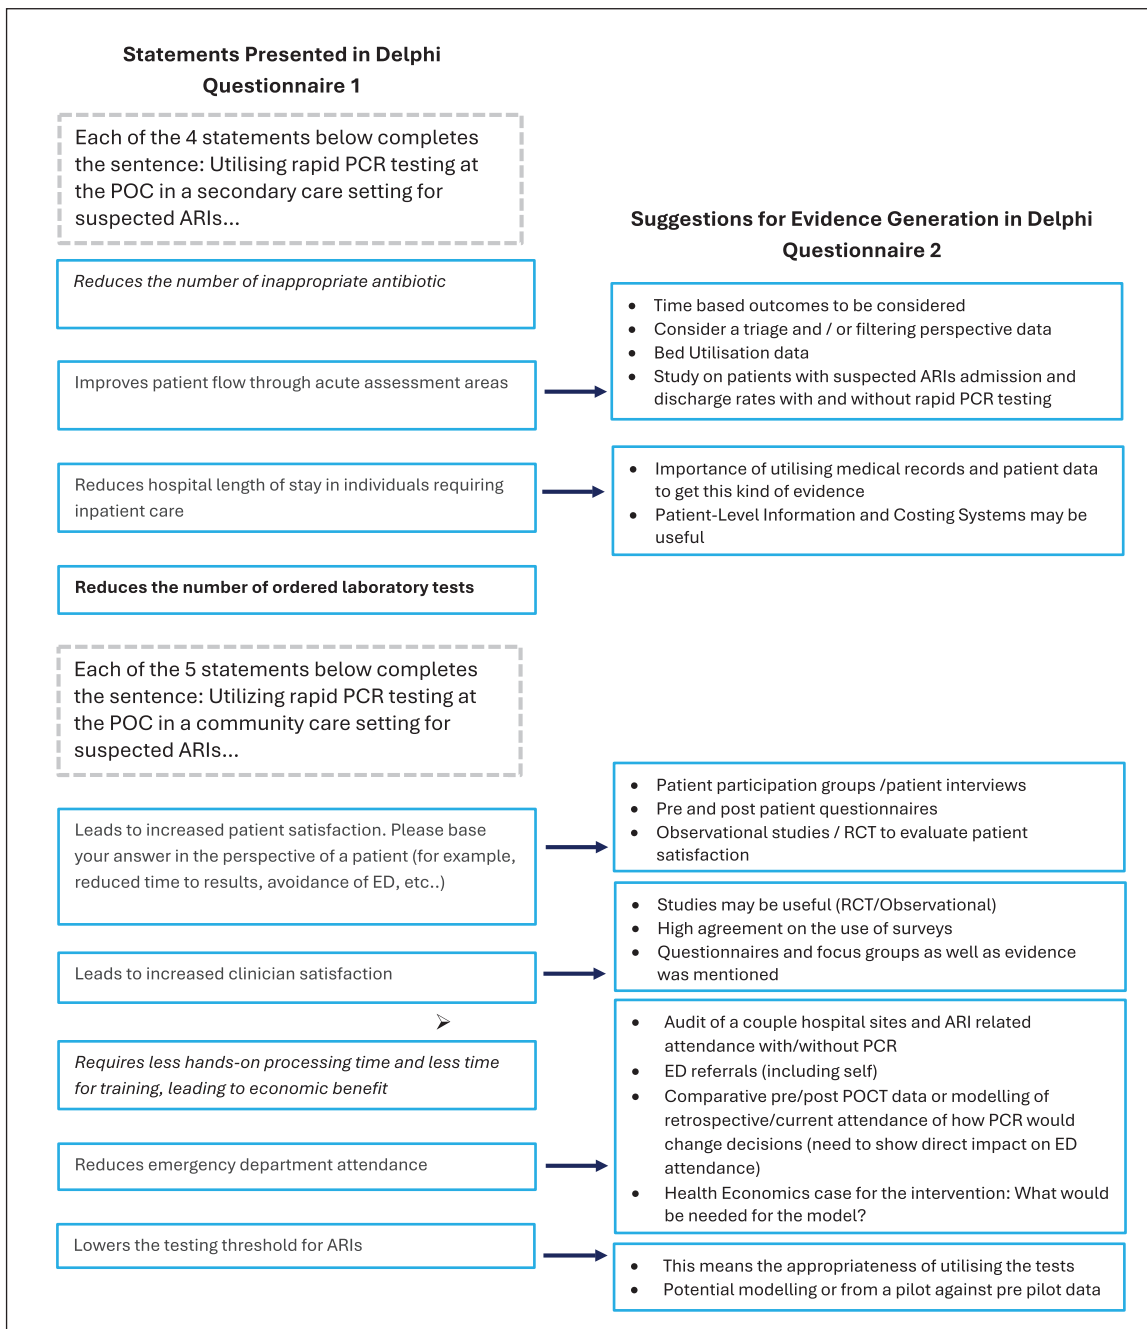 Statements Presented in Delphi
Questionnaire 1
Each of the 4 statements below completes
the sentence: Utilising rapid PCR testing at
the POC in a secondary care setting for
suspected ARIs...
Reduces the number of inappropriate antibiotic
Improves patient flow through acute assessment areas
Reduces hospital length of stay in individuals requiring
inpatient care
Reduces the number of ordered laboratory tests
Each of the 5 statements below completes
the sentence: Utilizing rapid PCR testing at
the POC in a community care setting for
suspected ARIs...
Leads to increased patient satisfaction. Please base
your answer in the perspective of a patient (for example,
reduced time to results, avoidance of ED, etc..)
Leads to increased clinician satisfaction
Requires less hands-on processing time and less time
for training, leading to economic benefit
Reduces emergency department attendance
Lowers the testing threshold for ARIs
Suggestions for Evidence Generation in Delphi
Questionnaire 2
• Time based outcomes to be considered
• Consider a triage and / or filtering perspective data
• Bed Utilisation data
• Study on patients with suspected ARIs admission and
discharge rates with and without rapid PCR testing
• Importance of utilising medical records and patient data
to get this kind of evidence
• Patient-Level Information and Costing Systems may be
useful
• Patient participation groups /patient interviews
• Pre and post patient questionnaires
• Observational studies / RCT to evaluate patient
satisfaction
• Studies may be useful (RCT/Observational)
• High agreement on the use of surveys
• Questionnaires and focus groups as well as evidence
was mentioned
• Audit of a couple hospital sites and ARI related
attendance with/without PCR
• ED referrals (including self)
• Comparative pre/post POCT data or modelling of
retrospective/current attendance of how PCR would
change decisions (need to show direct impact on ED
attendance)
• Health Economics case for the intervention: What would
be needed for the model?
• This means the appropriateness of utilising the tests
• Potential modelling or from a pilot against pre pilot data